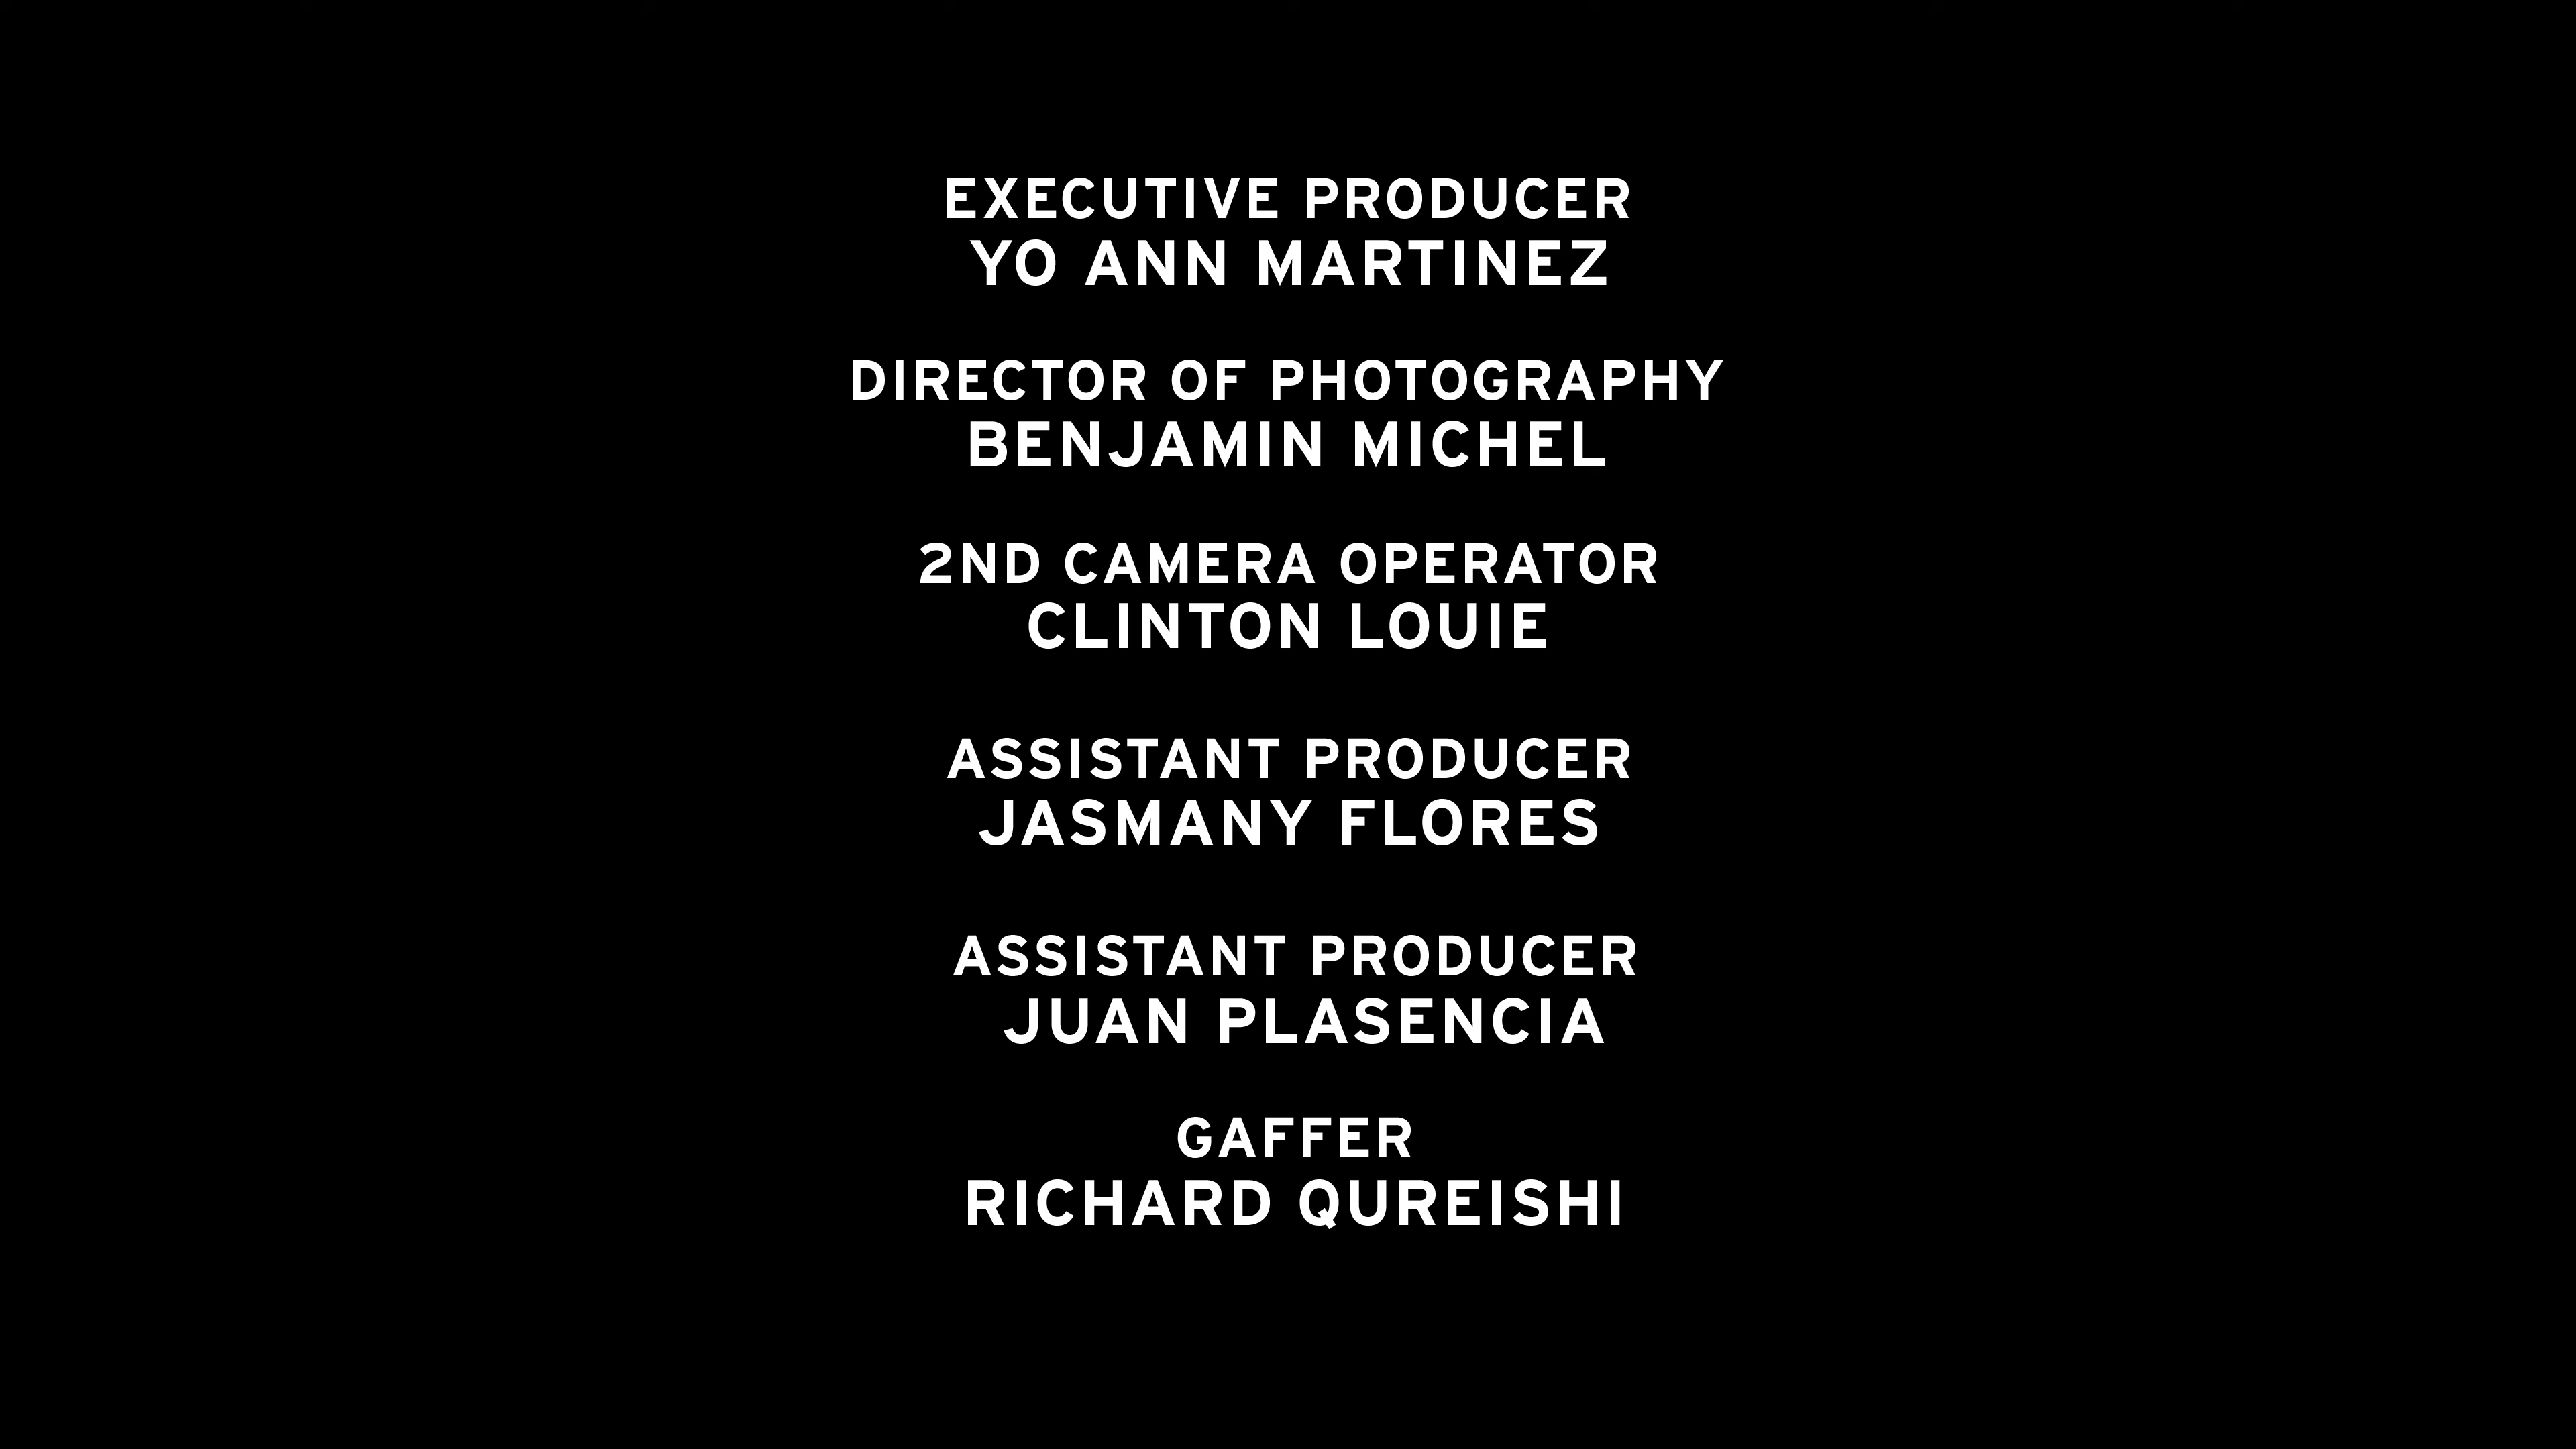 EXECUTIVE PRODUCER
YO ANN MARTINEZ
DIRECTOR OF PHOTOGRAPHY
BENJAMIN MICHEL
2ND CAMERA OPERATOR
CLINTON LOUIE
ASSISTANT PRODUCER
JASMANY FLORES
ASSISTANT PRODUCER
JUAN PLASENCIA
GAFFER
RICHARD QUREISHI